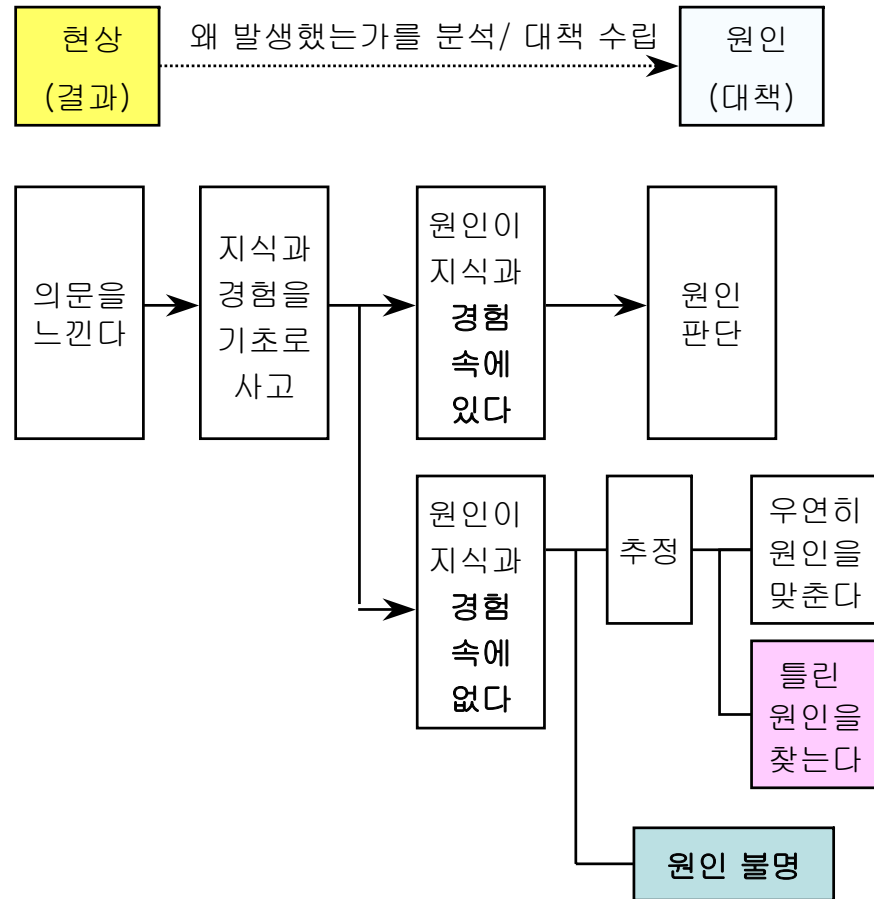 현상
(결과)
왜 발생했는가를 분석/ 대책 수립
원인
(대책)
의문을
느낀다
지식과
경험을
기초로
사고
원인이
지식과
경험
속에
있다
원인
판단
원인이
지식과
경험
속에
없다
추정
우연히
원인을
맞춘다
틀린
원인을
찾는다
원인 불명